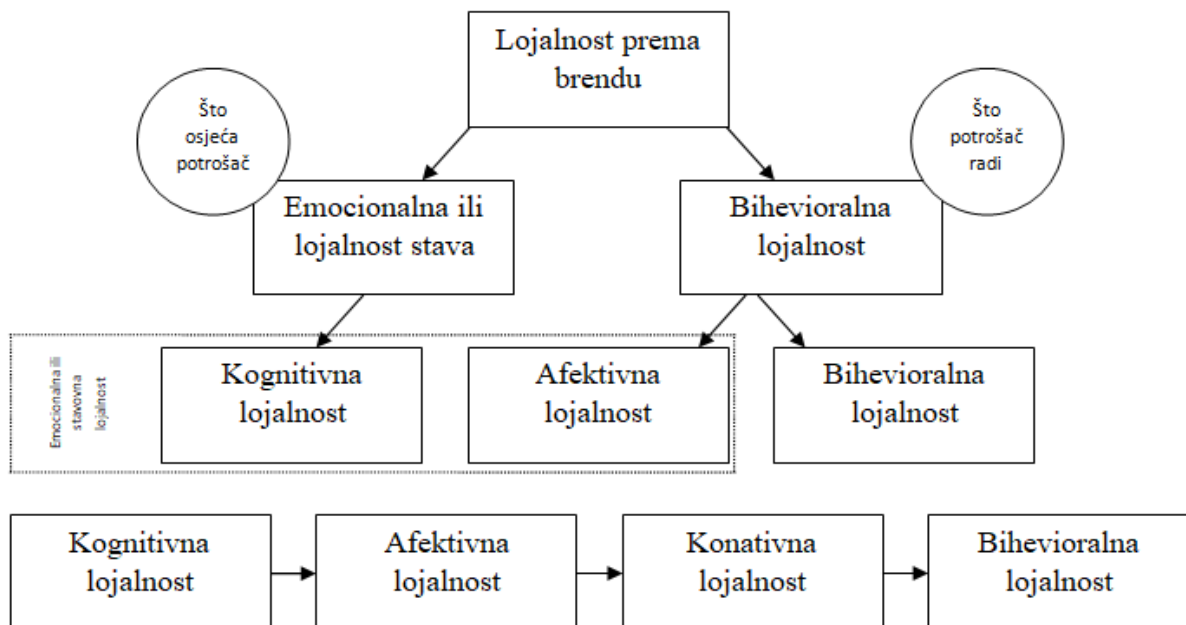 Lojalnost prema
brendu
Što
osjeća
potrošač
Što
potrošač
radi
Emocionalna ili
lojalnost stava
Bihevioralna
lojalnost
Emocionalna ili
stavovna
lojalnost
Kognitivna
lojalnost
Afektivna
lojalnost
Bihevioralna
lojalnost
Kognitivna
lojalnost
Afektivna
lojalnost
Konativna
lojalnost
Bihevioralna
lojalnost